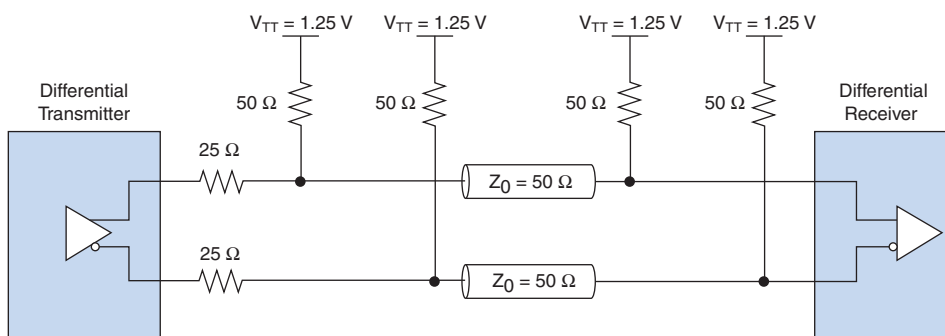 V_TT = 1.25 V
V_TT = 1.25 V
V_TT = 1.25 V
V_TT = 1.25 V
Differential
Transmitter
50 Ω
50 Ω
50 Ω
50 Ω
Differential
Receiver
25 Ω
Z_0 = 50 Ω
25 Ω
Z_0 = 50 Ω